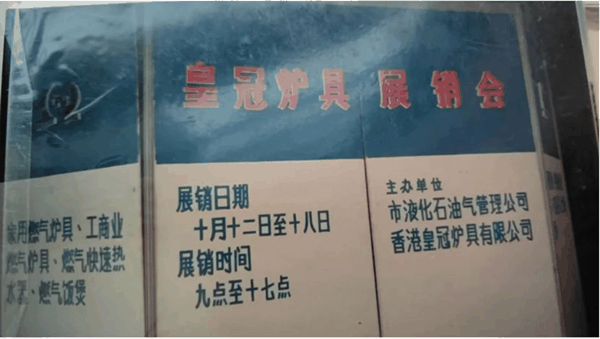 皇冠炉具 展销会
家用燃气炉具、工商业
燃气炉具、燃气快速热
水器、燃气饭煲
展销日期
十月十二日至十八日
展销时间
九点至十七点
主办单位
市液化石油气管理公司
香港皇冠炉具有限公司